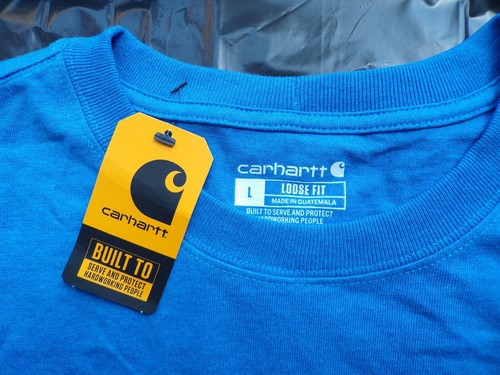 carhartt
L
LOOSE FIT
MADE IN GUATEMALA
BUILT TO SERVE AND PROTECT
HARDWORKING PEOPLE
carhartt
BUILT TO
SERVE AND PROTECT
HARDWORKING PEOPLE